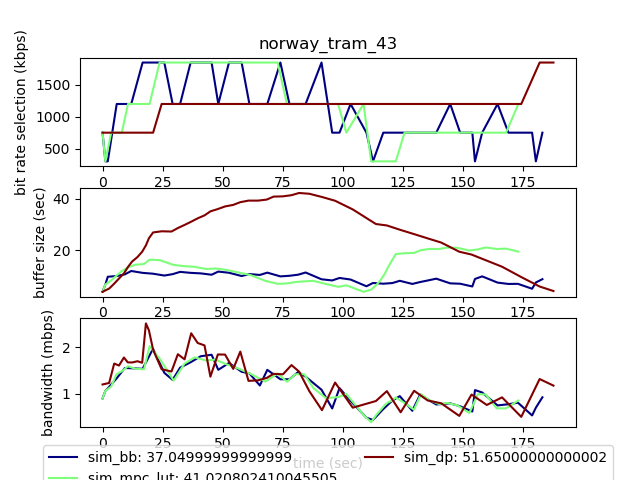 norway_tram_43
bit rate selection (kbps)
1500
1000
500
0 25 50 75 100 125 150 175
buffer size (sec)
40
20
0 25 50 75 100 125 150 175
bandwidth (mbps)
2
1
0 25 50 75 100 125 150 175
time (sec)
sim_bb: 37.04999999999999
sim_dp: 51.65000000000002
sim_mpc_lut: 41.020802410045505